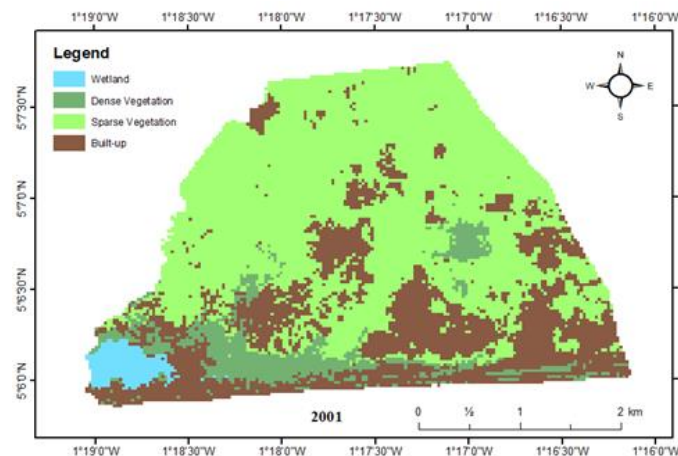 1°19'0"W 1°18'30"W 1°18'0"W 1°17'30"W 1°17'0"W 1°16'30"W 1°16'0"W
Legend
Wetland
Dense Vegetation
Sparse Vegetation
Built-up
N
W E
S
5°7'30"N
5°7'0"N
5°6'30"N
5°6'0"N
2001
0 ½ 1 2 km
1°19'0"W 1°18'30"W 1°18'0"W 1°17'30"W 1°17'0"W 1°16'30"W 1°16'0"W